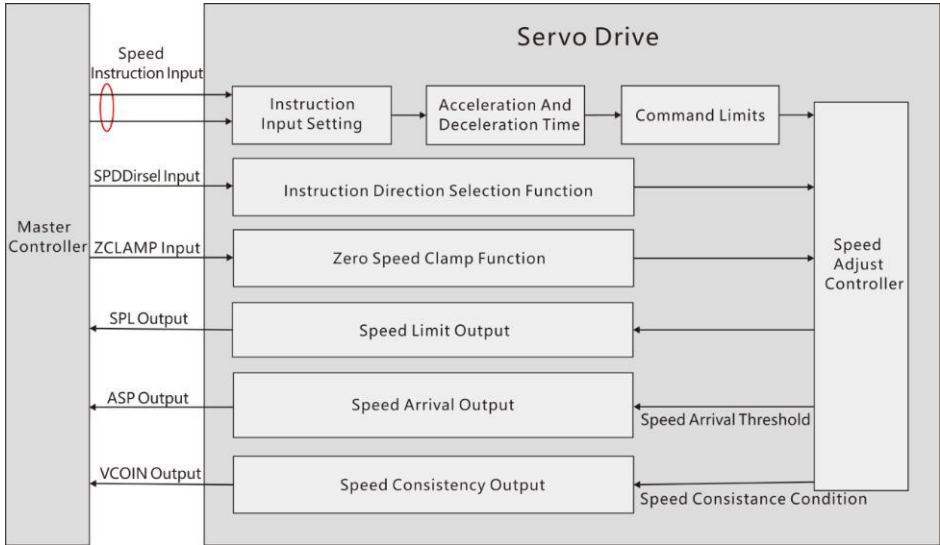 Servo Drive
Speed
Instruction Input
Instruction
Input Setting
Acceleration And
Deceleration Time
Command Limits
SPDDirsel Input
Instruction Direction Selection Function
Master
Controller
ZCLAMP Input
Zero Speed Clamp Function
Speed
Adjust
Controller
SPL Output
Speed Limit Output
ASP Output
Speed Arrival Output
Speed Arrival Threshold
VCOIN Output
Speed Consistency Output
Speed Consistance Condition